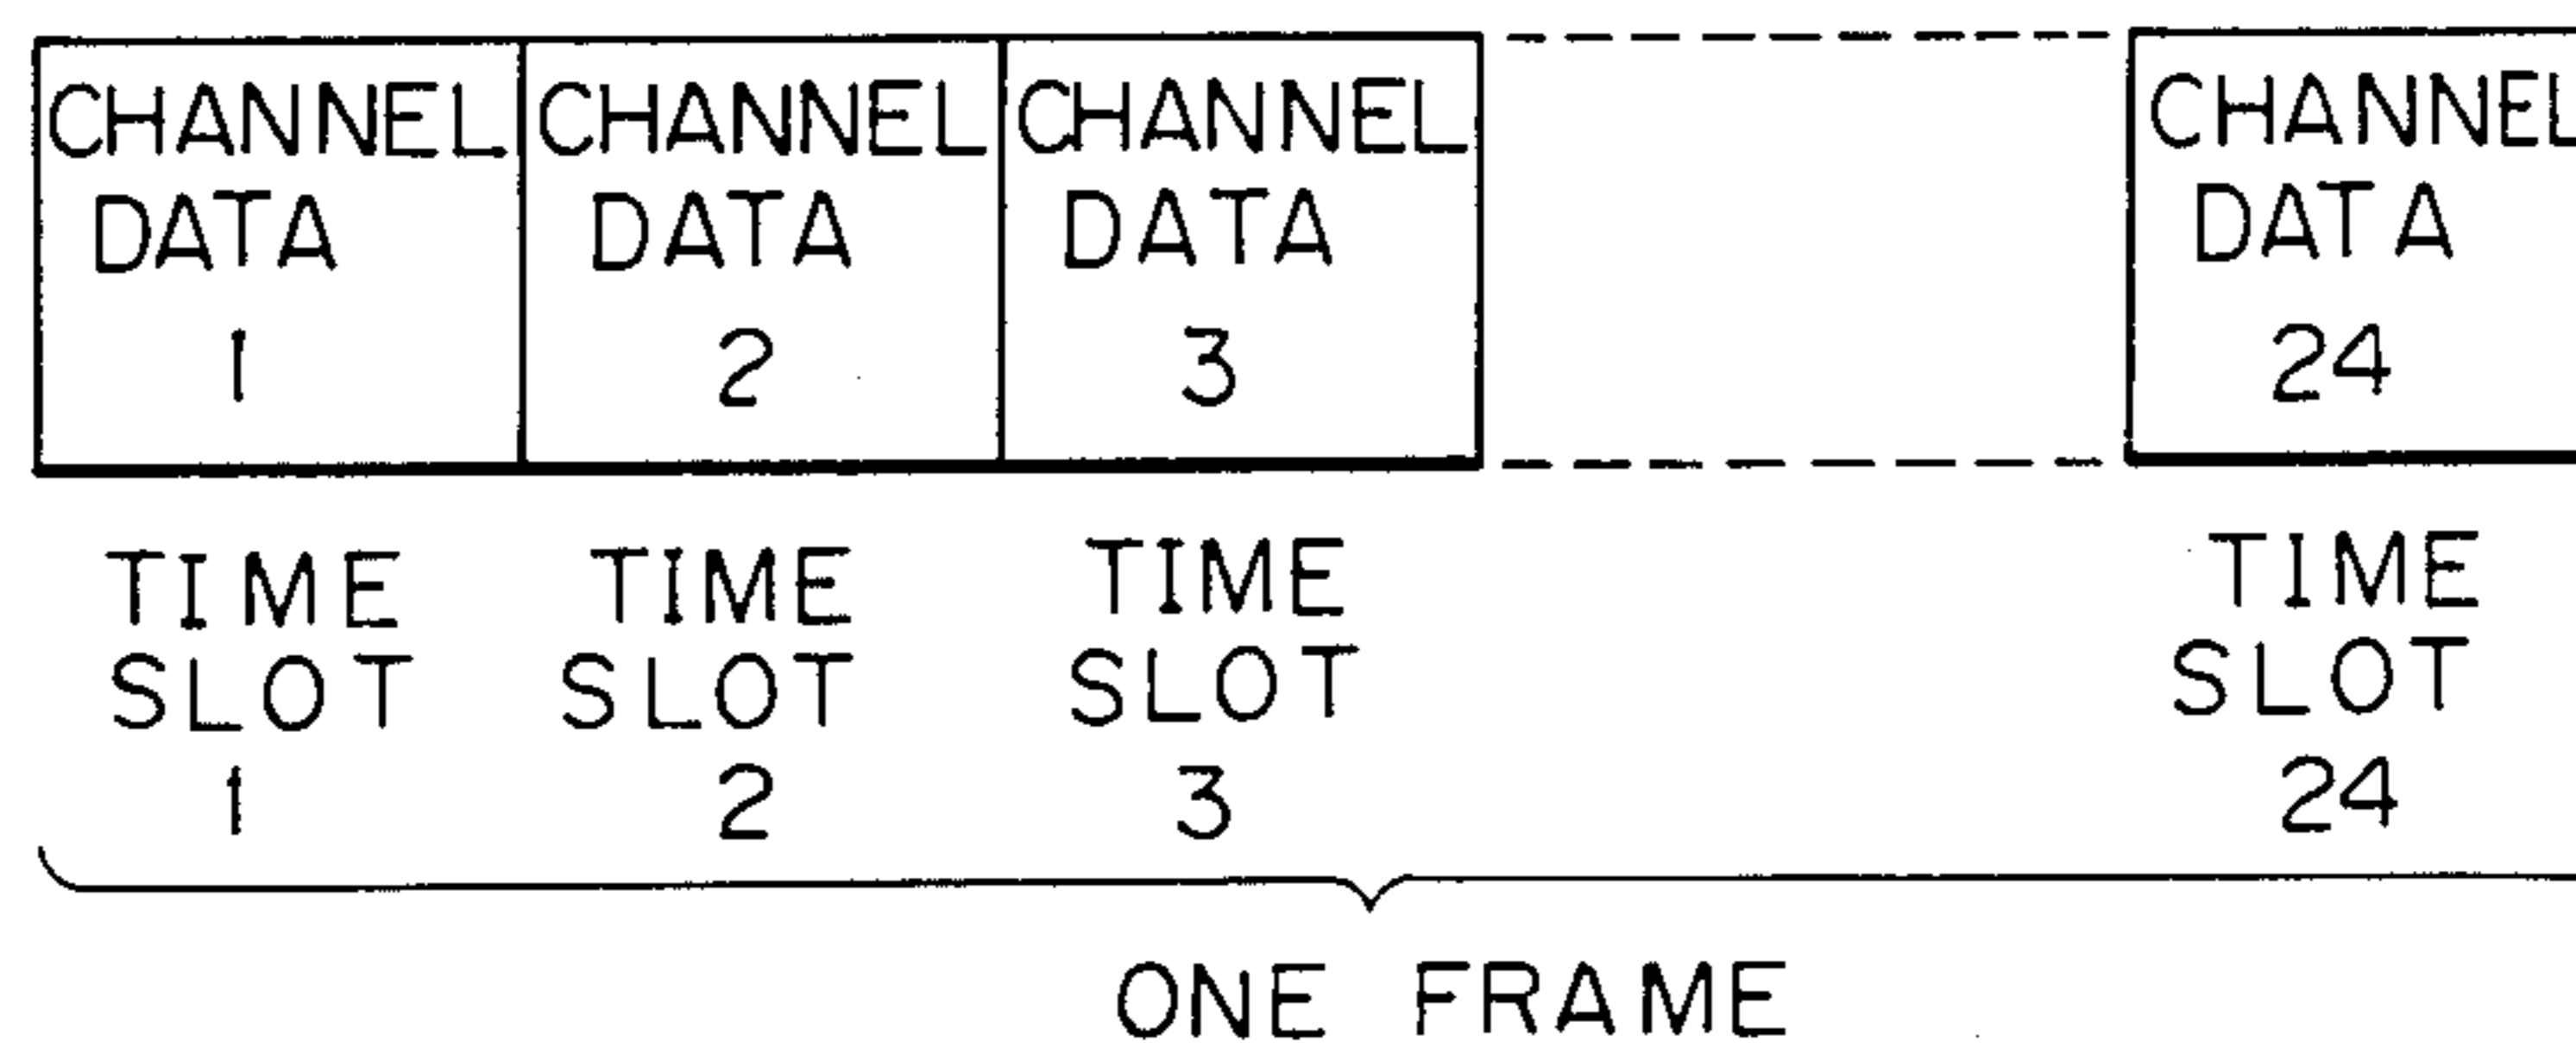 CHANNEL CHANNEL CHANNEL CHANNEL
DATA DATA DATA DATA
1 2 3 24
TIME TIME TIME TIME
SLOT SLOT SLOT SLOT
1 2 3 24
ONE FRAME